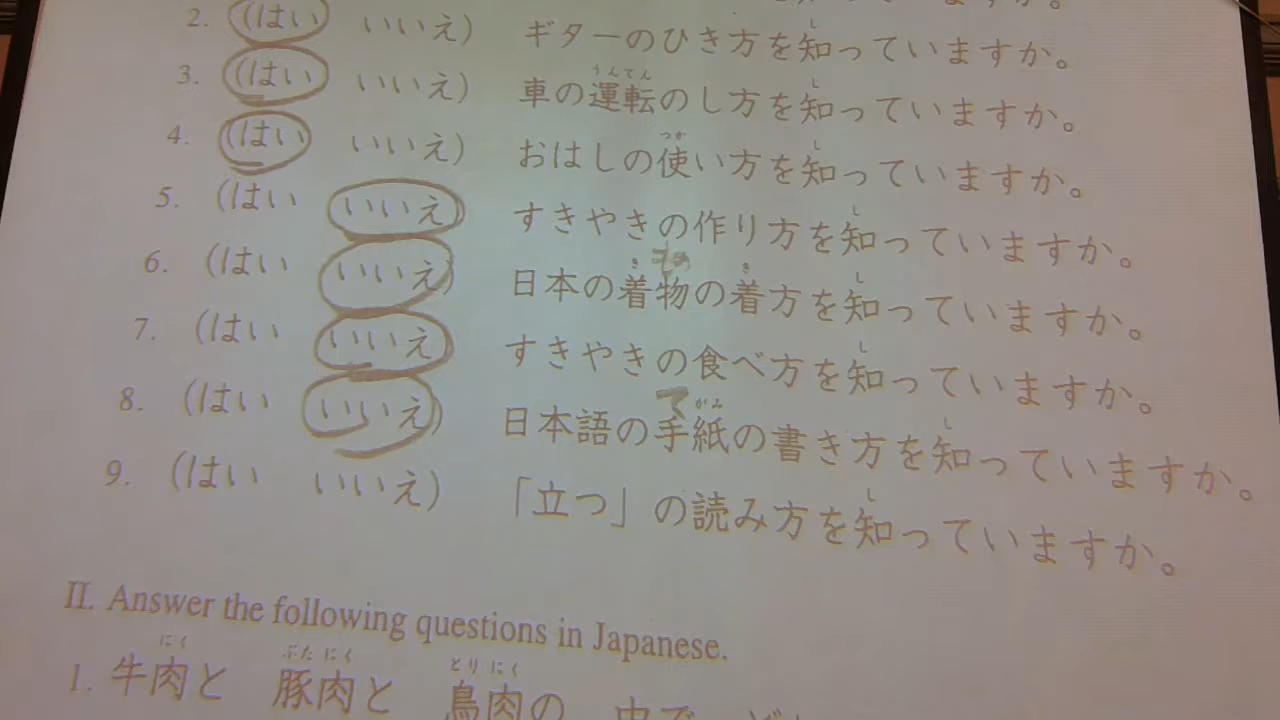 2. (はい いいえ) ギターのひき方を知っていますか。
3. (はい いいえ) 車の運転のし方を知っていますか。
4. (はい いいえ) おはしの使い方を知っていますか。
5. (はい いいえ) すきやきの作り方を知っていますか。
6. (はい いいえ) 日本の着物の着方を知っていますか。
7. (はい いいえ) すきやきの食べ方を知っていますか。
8. (はい いいえ) 日本語の手紙の書き方を知っていますか。
9. (はい いいえ) 「立つ」の読み方を知っていますか。
II. Answer the following questions in Japanese.
1. 牛肉と 豚肉と 鳥肉の 中で